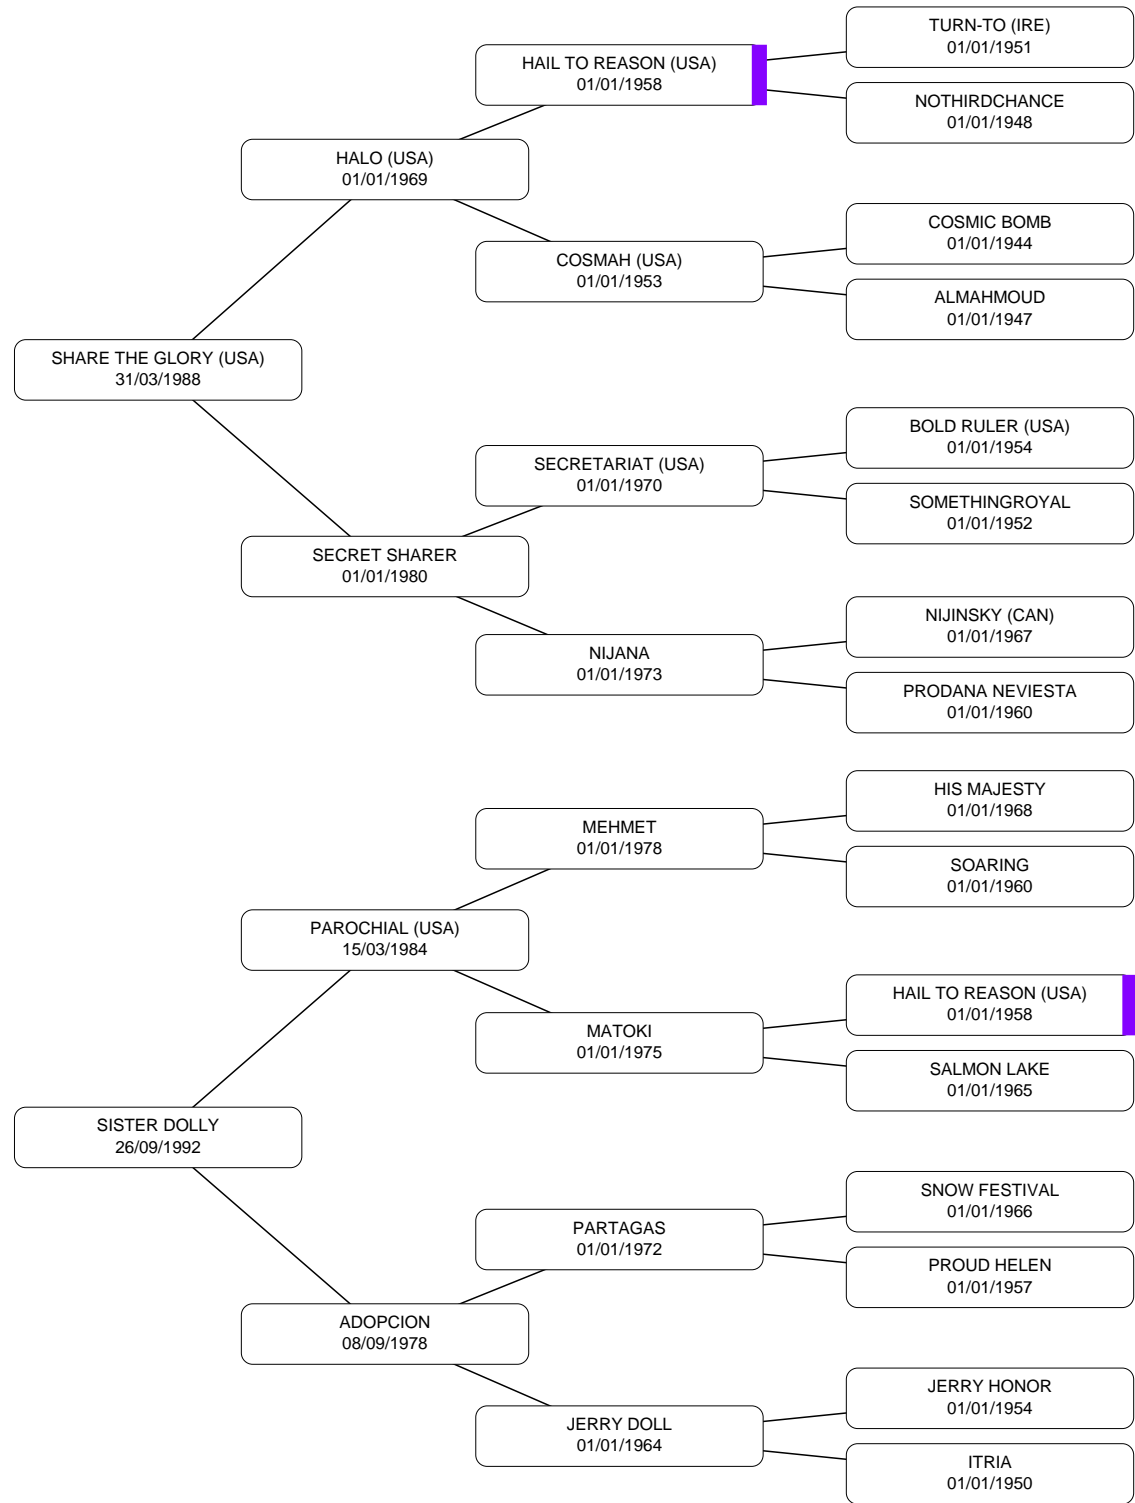 TURN-TO (IRE)
01/01/1951
HAIL TO REASON (USA)
01/01/1958
NOTHIRDCHANCE
01/01/1948
HALO (USA)
01/01/1969
COSMIC BOMB
01/01/1944
COSMAH (USA)
01/01/1953
ALMAHMOUD
01/01/1947
SHARE THE GLORY (USA)
31/03/1988
BOLD RULER (USA)
01/01/1954
SECRETARIAT (USA)
01/01/1970
SOMETHINGROYAL
01/01/1952
SECRET SHARER
01/01/1980
NIJINSKY (CAN)
01/01/1967
NIJANA
01/01/1973
PRODANA NEVIESTA
01/01/1960
HIS MAJESTY
01/01/1968
MEHMET
01/01/1978
SOARING
01/01/1960
PAROCHIAL (USA)
15/03/1984
HAIL TO REASON (USA)
01/01/1958
MATOKI
01/01/1975
SALMON LAKE
01/01/1965
SISTER DOLLY
26/09/1992
SNOW FESTIVAL
01/01/1966
PARTAGAS
01/01/1972
PROUD HELEN
01/01/1957
ADOPCION
08/09/1978
JERRY HONOR
01/01/1954
JERRY DOLL
01/01/1964
ITRIA
01/01/1950